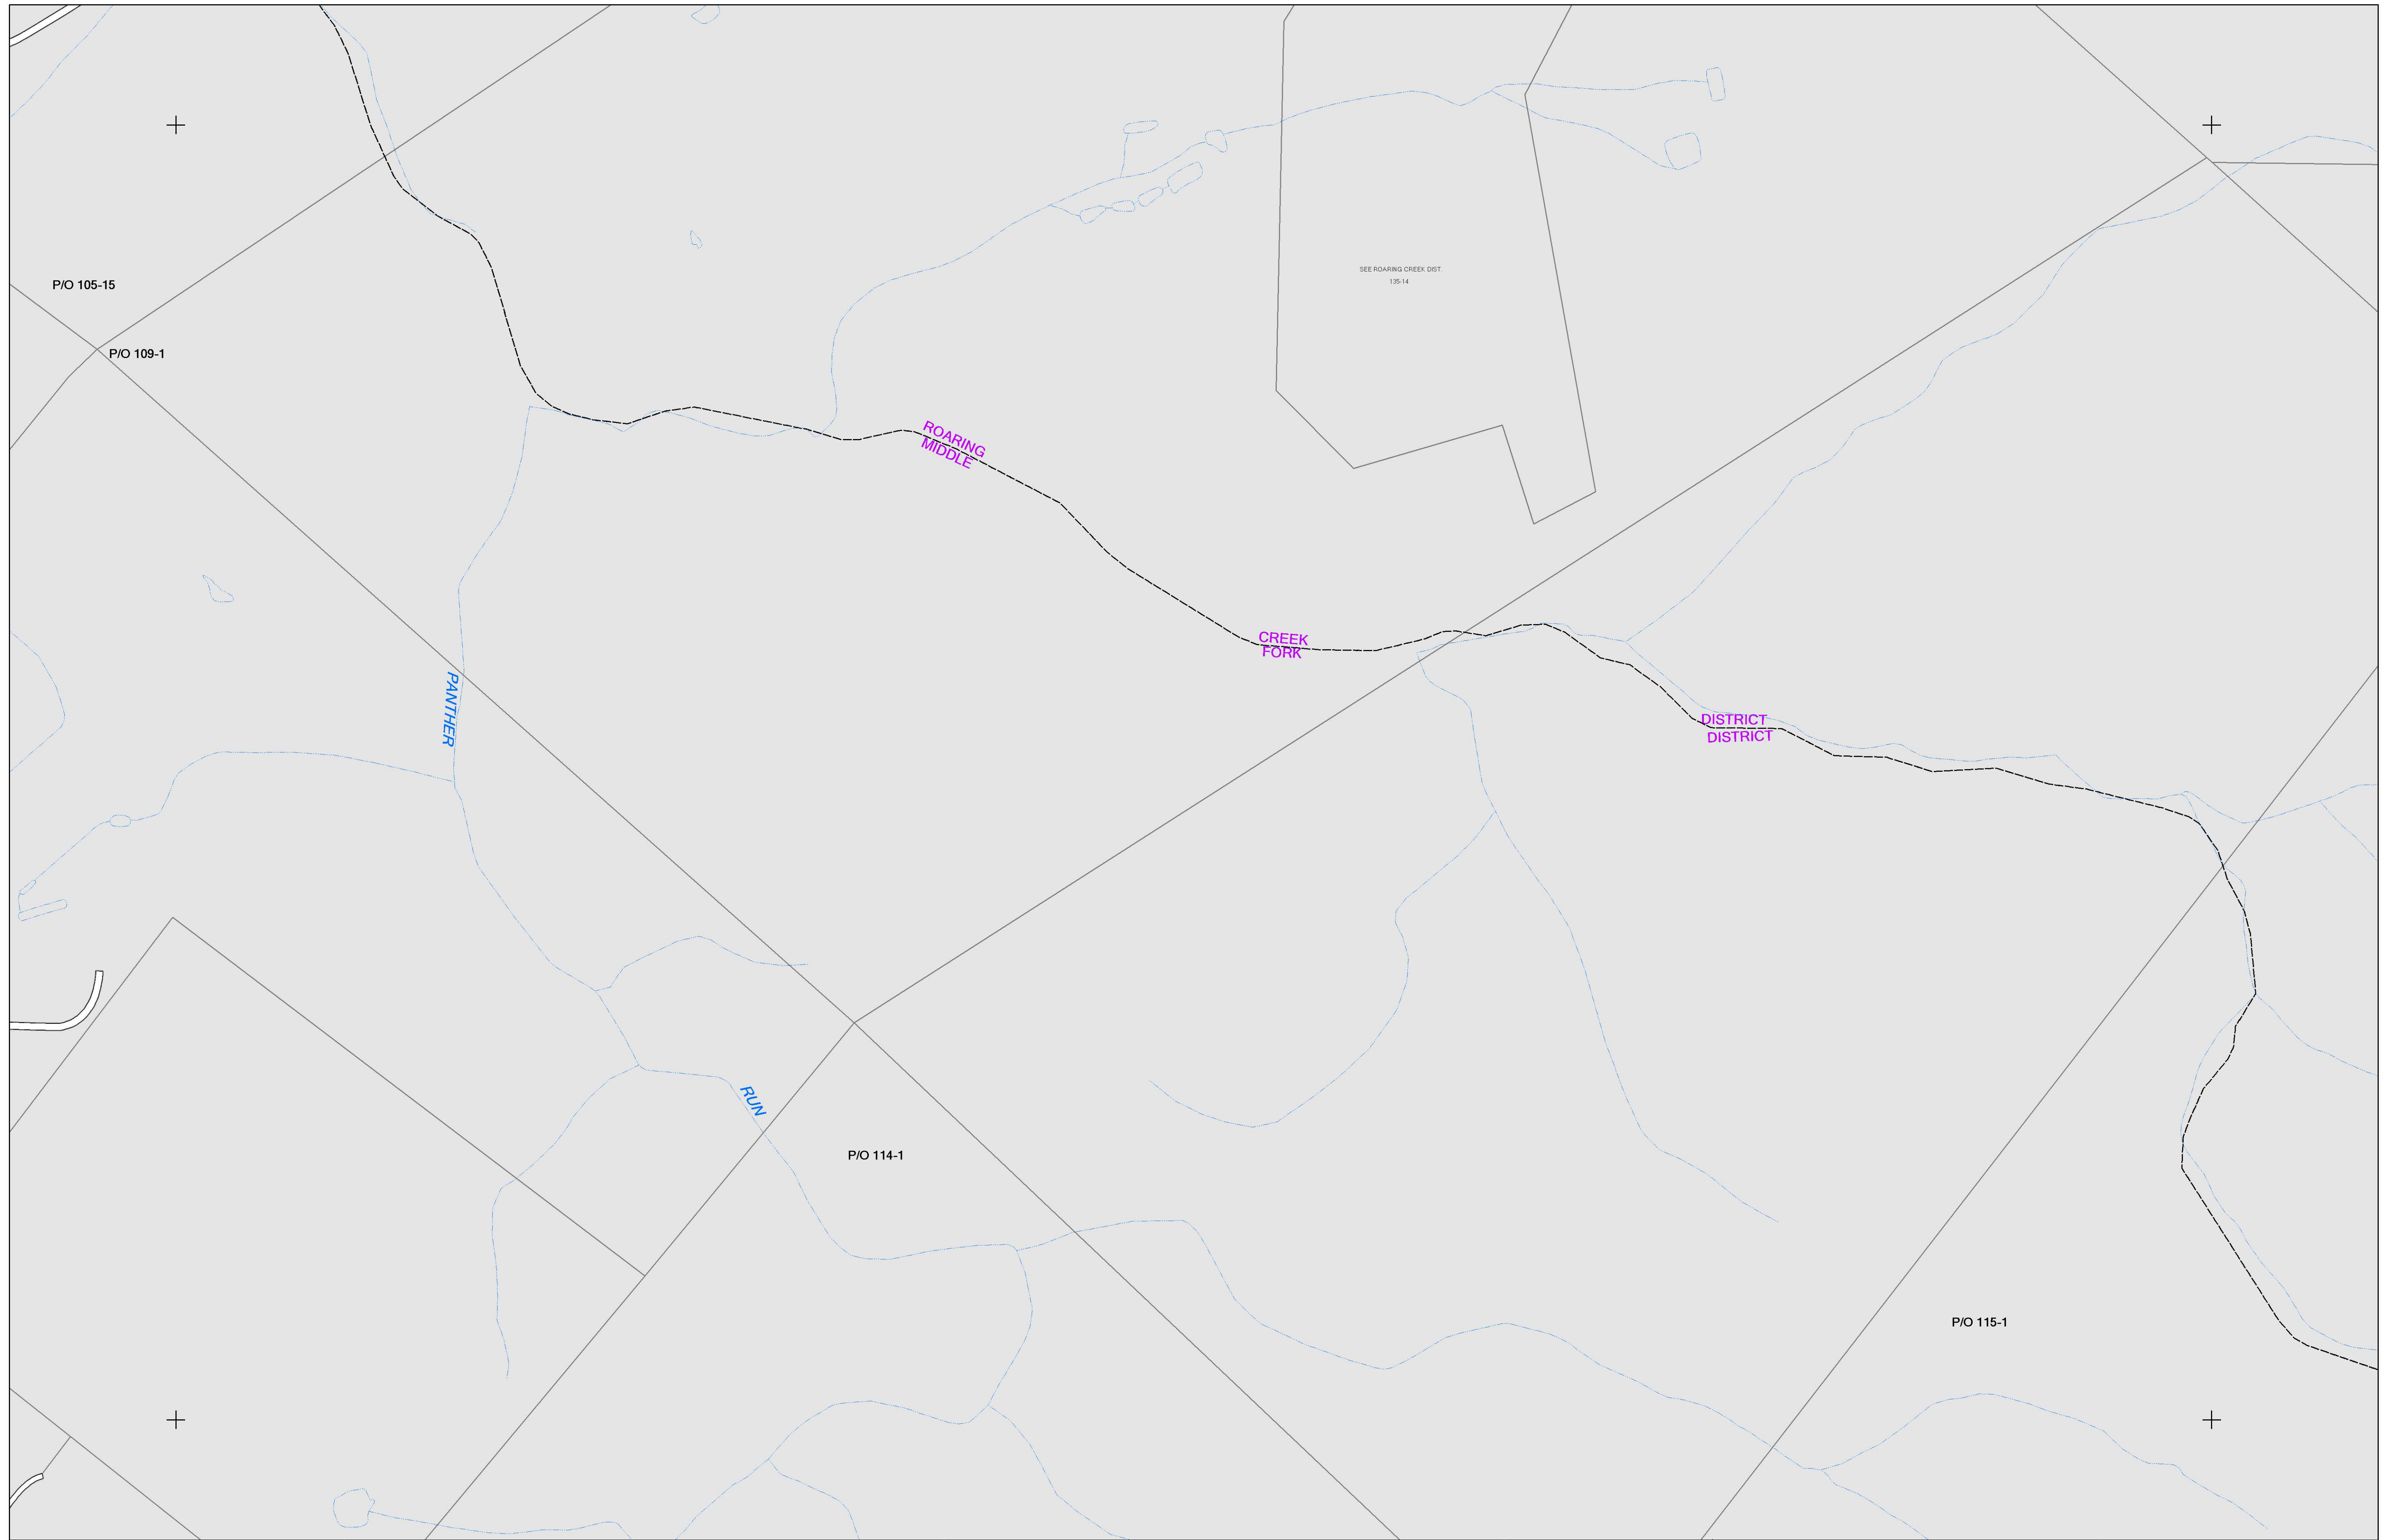 SEE ROARING CREEK DIST.
135-14
P/O 105-15
P/O 109-1
ROARING
MIDDLE
CREEK
FORK
PANTHER
DISTRICT
DISTRICT
RUN
P/O 114-1
P/O 115-1